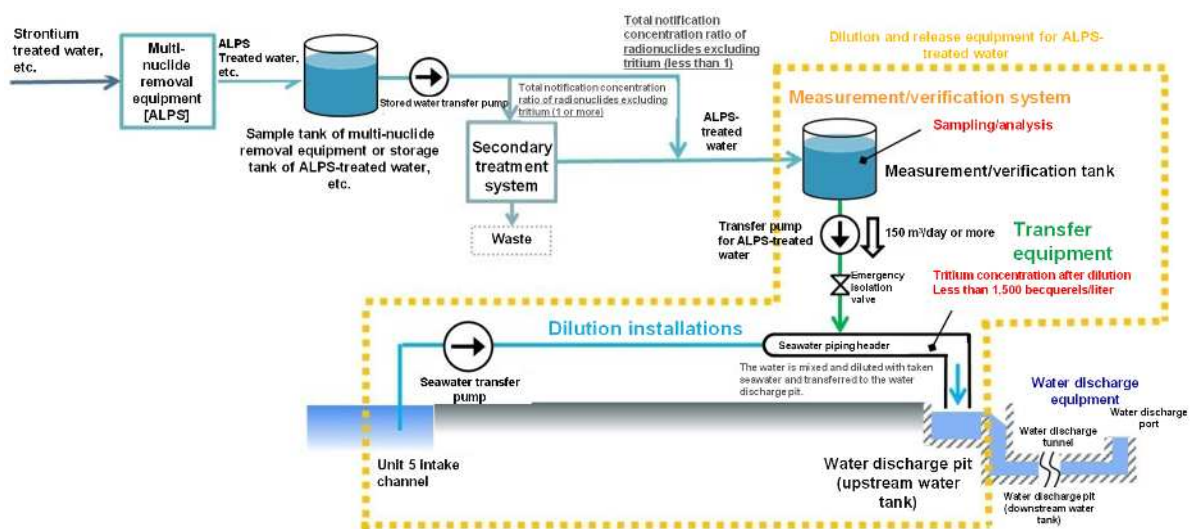 Strontium
treated water,
etc.
Multi-
nuclide
removal
equipment
[ALPS]
ALPS
Treated water,
etc.
Sample tank of multi-nuclide
removal equipment or storage
tank of ALPS-treated water,
etc.
Stored water transfer pump
Total notification
concentration ratio of
radionuclides excluding
tritium (less than 1)
Total notification concentration
ratio of radionuclides excluding
tritium (1 or more)
Secondary
treatment
system
Waste
ALPS-
treated
water
Dilution and release equipment for ALPS-
treated water
Measurement/verification system
Sampling/analysis
Measurement/verification tank
Transfer pump
for ALPS-treated
water
150 m³/day or more
Transfer
equipment
Emergency
isolation
valve
Tritium concentration after dilution
Less than 1,500 becquerels/liter
Dilution installations
Seawater piping header
The water is mixed and diluted with taken
seawater and transferred to the water
discharge pit.
Seawater transfer
pump
Unit 5 intake
channel
Water discharge pit
(upstream water
tank)
Water discharge
equipment
Water discharge
port
Water discharge
tunnel
Water discharge pit
(downstream water
tank)